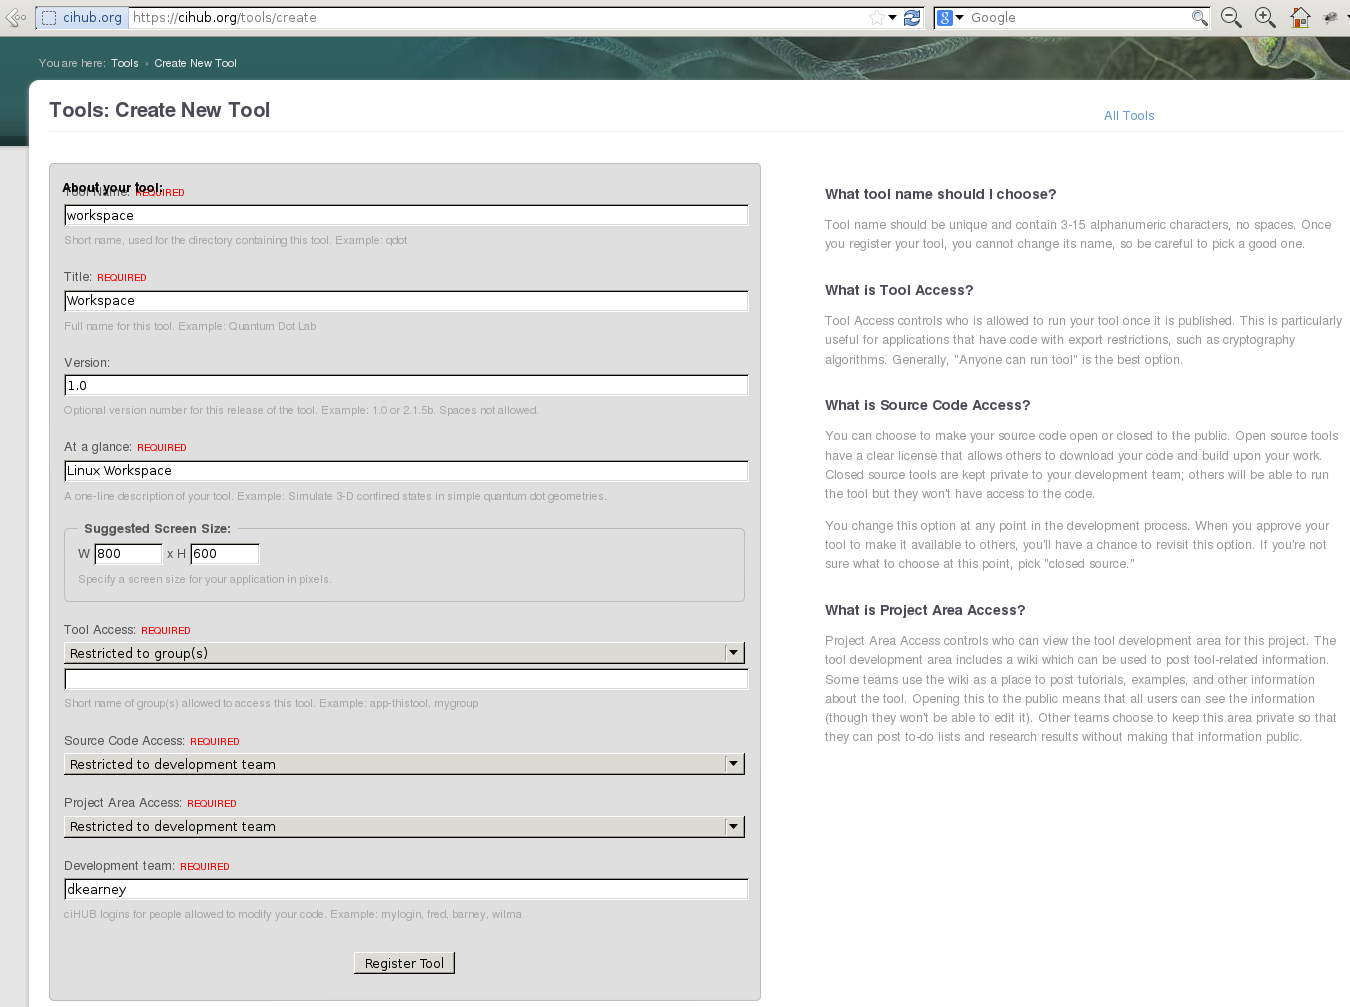 cihub.org https://cihub.org/tools/create Google
You are here: Tools › Create New Tool
Tools: Create New Tool
All Tools
About your tool:
Tool Name: REQUIRED
workspace
Short name, used for the directory containing this tool. Example: qdot
Title: REQUIRED
Workspace
Full name for this tool. Example: Quantum Dot Lab
Version:
1.0
Optional version number for this release of the tool. Example: 1.0 or 2.1.5b. Spaces not allowed.
At a glance: REQUIRED
Linux Workspace
A one-line description of your tool. Example: Simulate 3-D confined states in simple quantum dot geometries.
Suggested Screen Size:
W 800 x H 600
Specify a screen size for your application in pixels.
Tool Access: REQUIRED
Restricted to group(s)
Short name of group(s) allowed to access this tool. Example: app-thistool, mygroup
Source Code Access: REQUIRED
Restricted to development team
Project Area Access: REQUIRED
Restricted to development team
Development team: REQUIRED
dkearney
ciHUB logins for people allowed to modify your code. Example: mylogin, fred, barney, wilma
Register Tool
What tool name should I choose?
Tool name should be unique and contain 3-15 alphanumeric characters, no spaces. Once
you register your tool, you cannot change its name, so be careful to pick a good one.
What is Tool Access?
Tool Access controls who is allowed to run your tool once it is published. This is particularly
useful for applications that have code with export restrictions, such as cryptography
algorithms. Generally, "Anyone can run tool" is the best option.
What is Source Code Access?
You can choose to make your source code open or closed to the public. Open source tools
have a clear license that allows others to download your code and build upon your work.
Closed source tools are kept private to your development team; others will be able to run
the tool but they won't have access to the code.
You change this option at any point in the development process. When you approve your
tool to make it available to others, you'll have a chance to revisit this option. If you're not
sure what to choose at this point, pick "closed source."
What is Project Area Access?
Project Area Access controls who can view the tool development area for this project. The
tool development area includes a wiki which can be used to post tool-related information.
Some teams use the wiki as a place to post tutorials, examples, and other information
about the tool. Opening this to the public means that all users can see the information
(though they won't be able to edit it). Other teams choose to keep this area private so that
they can post to-do lists and research results without making that information public.